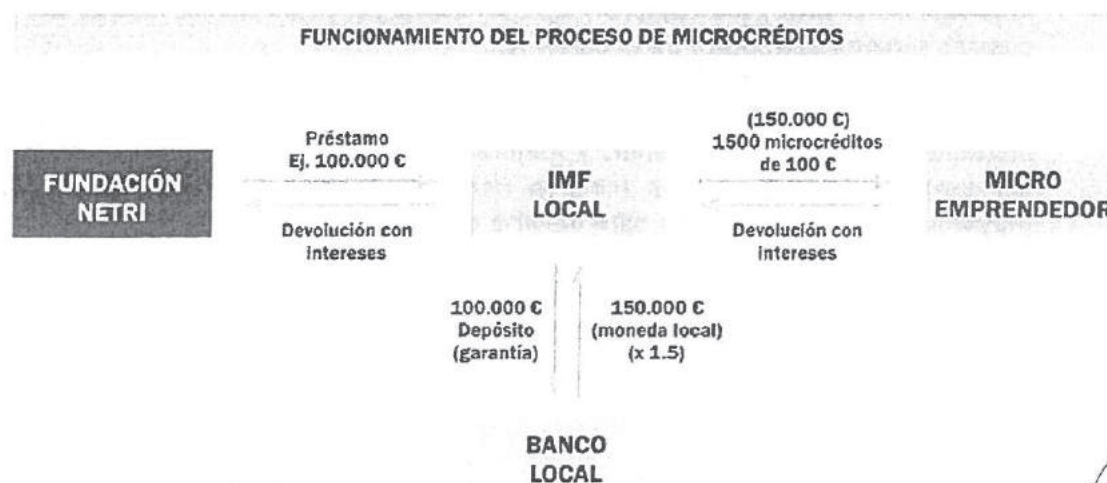 FUNCIONAMIENTO DEL PROCESO DE MICROCRÉDITOS
Préstamo
Ej. 100.000 €
(150.000 €)
1500 microcréditos
de 100 €
FUNDACIÓN
NETRI
IMF
LOCAL
MICRO
EMPRENDEDOR
Devolución con
intereses
Devolución con
intereses
100.000 €
Depósito
(garantía)
150.000 €
(moneda local)
(x 1.5)
BANCO
LOCAL